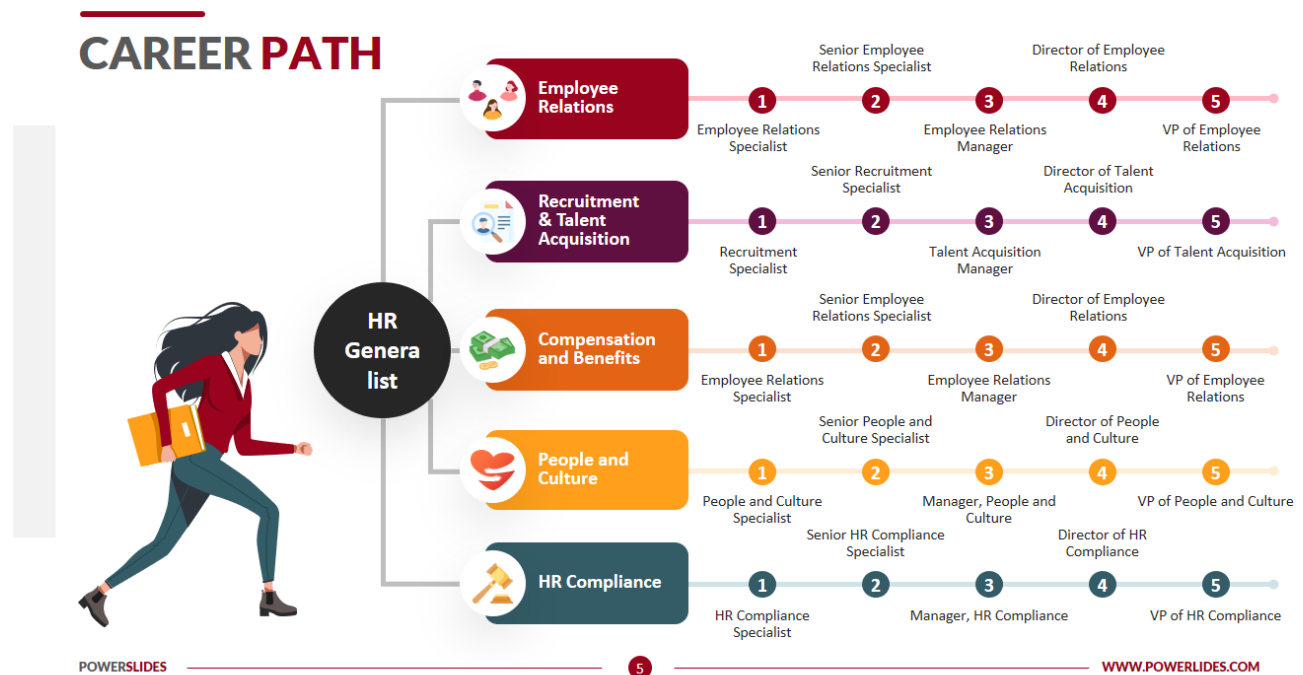 CAREER PATH
HR
Genera
list
Employee
Relations
Senior Employee
Relations Specialist
Director of Employee
Relations
1
2
3
4
5
Employee Relations
Specialist
Employee Relations
Manager
VP of Employee
Relations
Recruitment
& Talent
Acquisition
Senior Recruitment
Specialist
Director of Talent
Acquisition
1
2
3
4
5
Recruitment
Specialist
Talent Acquisition
Manager
VP of Talent Acquisition
Compensation
and Benefits
Senior Employee
Relations Specialist
Director of Employee
Relations
1
2
3
4
5
Employee Relations
Specialist
Employee Relations
Manager
VP of Employee
Relations
People and
Culture
Senior People and
Culture Specialist
Director of People
and Culture
1
2
3
4
5
People and Culture
Specialist
Manager, People and
Culture
VP of People and Culture
HR Compliance
Senior HR Compliance
Specialist
Director of HR
Compliance
1
2
3
4
5
HR Compliance
Specialist
Manager, HR Compliance
VP of HR Compliance
POWERSLIDES
5
WWW.POWERLIDES.COM